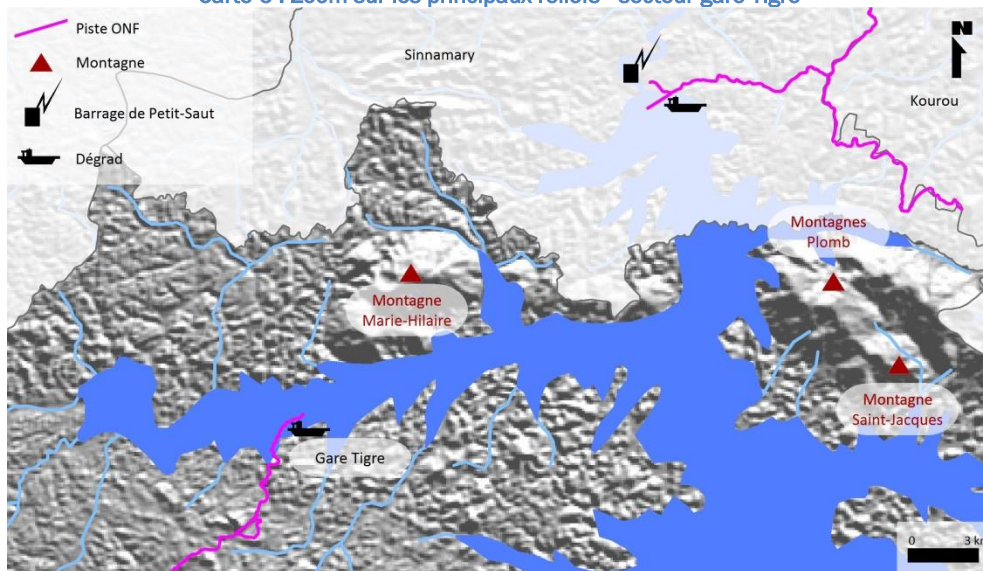 Carte 6 : Zoom sur les principaux reliefs - secteur gare Tigre
Piste ONF
Montagne
Barrage de Petit-Saut
Dégrad
Sinnamary
N
Kourou
Montagnes
Plomb
Montagne
Marie-Hilaire
Montagne
Saint-Jacques
Gare Tigre
0 3 km